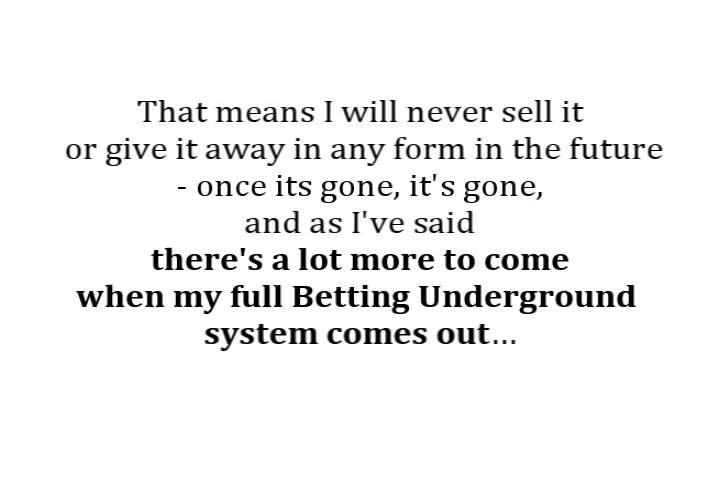 That means I will never sell it
or give it away in any form in the future
- once its gone, it's gone,
and as I've said
there's a lot more to come
when my full Betting Underground
system comes out...